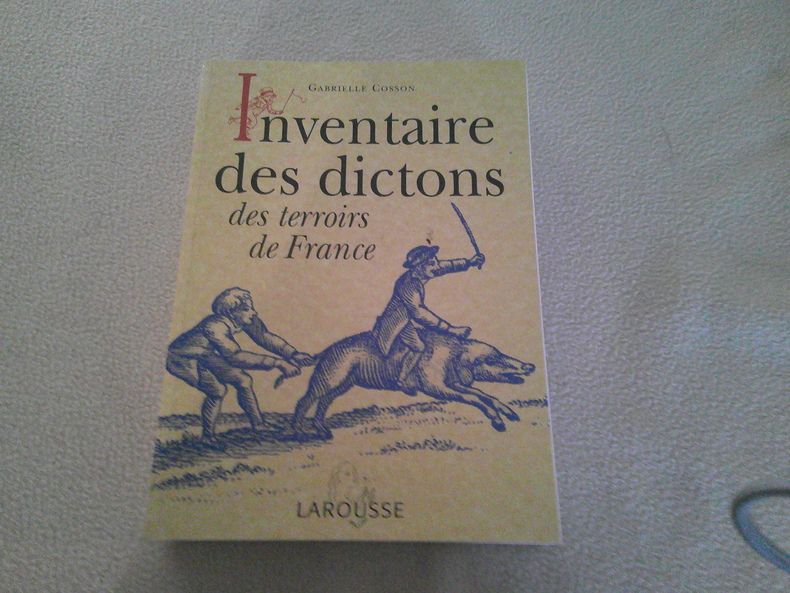 GABRIELLE COSSON
Inventaire
des dictons
des terroirs
de France
LAROUSSE